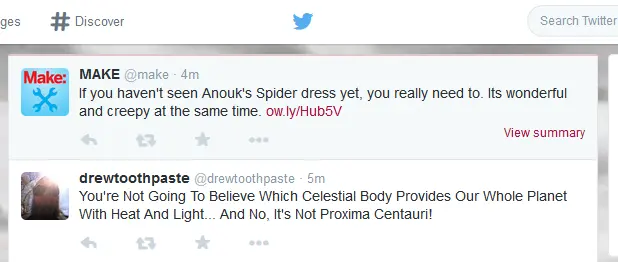 ges # Discover Search Twitter
Make: MAKE @make · 4m
If you haven't seen Anouk's Spider dress yet, you really need to. Its wonderful
and creepy at the same time. ow.ly/Hub5V
View summary
drewtoothpaste @drewtoothpaste · 5m
You're Not Going To Believe Which Celestial Body Provides Our Whole Planet
With Heat And Light... And No, It's Not Proxima Centauri!